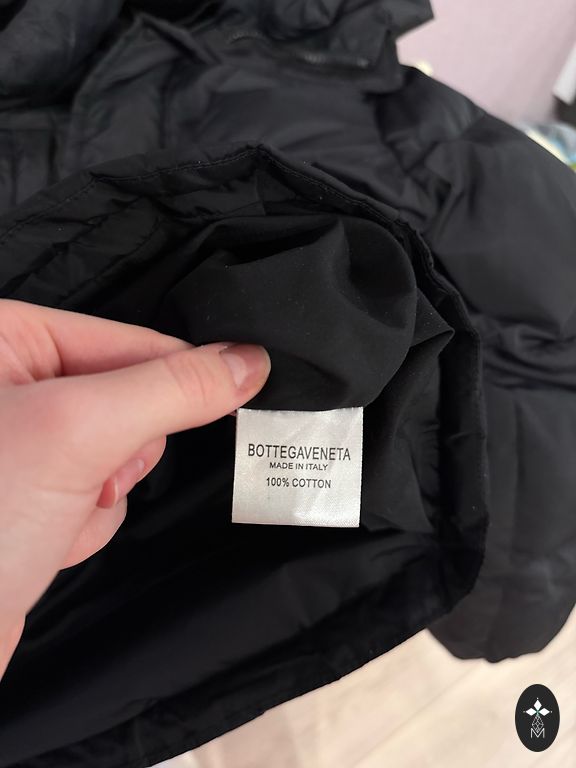 BOTTEGAVENETA
MADE IN ITALY
100% COTTON
M